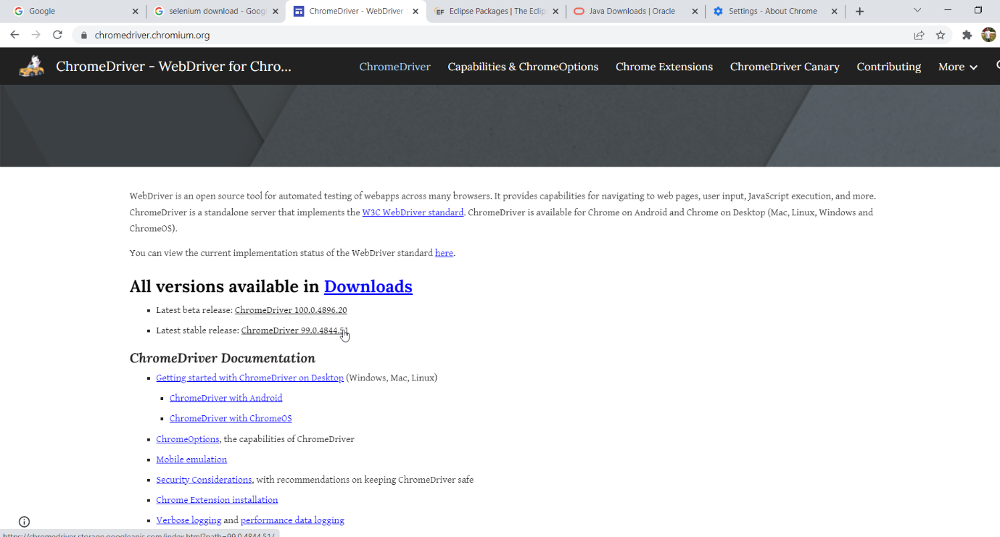 Google
selenium download - Goog
ChromeDriver - WebDriver
Eclipse Packages | The Eclip
Java Downloads | Oracle
Settings - About Chrome
chromedriver.chromium.org
ChromeDriver - WebDriver for Chro...
ChromeDriver
Capabilities & ChromeOptions
Chrome Extensions
ChromeDriver Canary
Contributing
More
WebDriver is an open source tool for automated testing of webapps across many browsers. It provides capabilities for navigating to web pages, user input, JavaScript execution, and more.
ChromeDriver is a standalone server that implements the W3C WebDriver standard. ChromeDriver is available for Chrome on Android and Chrome on Desktop (Mac, Linux, Windows and
ChromeOS).
You can view the current implementation status of the WebDriver standard here.
All versions available in Downloads
Latest beta release: ChromeDriver 100.0.4896.20
Latest stable release: ChromeDriver 99.0.4844.51
ChromeDriver Documentation
Getting started with ChromeDriver on Desktop (Windows, Mac, Linux)
ChromeDriver with Android
ChromeDriver with ChromeOS
ChromeOptions, the capabilities of ChromeDriver
Mobile emulation
Security Considerations, with recommendations on keeping ChromeDriver safe
Chrome Extension installation
Verbose logging and performance data logging
https://chromedriver.storage.googleapis.com/index.html?path=99.0.4844.51/